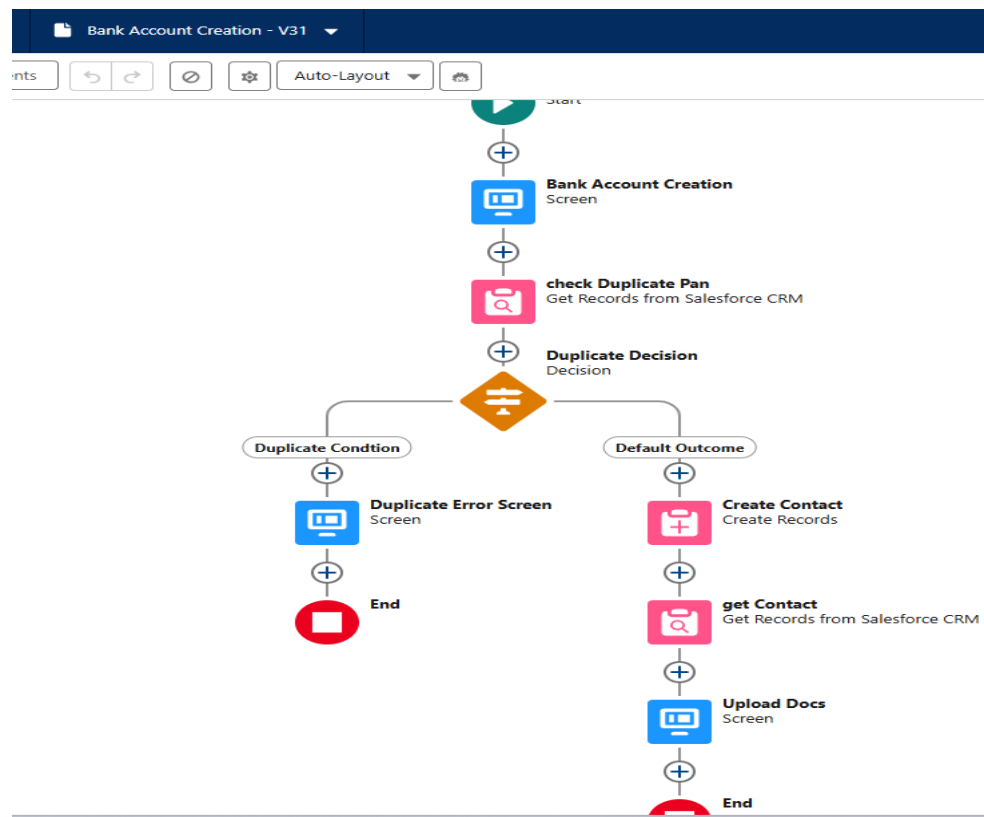 Bank Account Creation - V31
nts
Auto-Layout
Start
Bank Account Creation
Screen
check Duplicate Pan
Get Records from Salesforce CRM
Duplicate Decision
Decision
Duplicate Condtion
Default Outcome
Duplicate Error Screen
Screen
Create Contact
Create Records
End
get Contact
Get Records from Salesforce CRM
Upload Docs
Screen
End